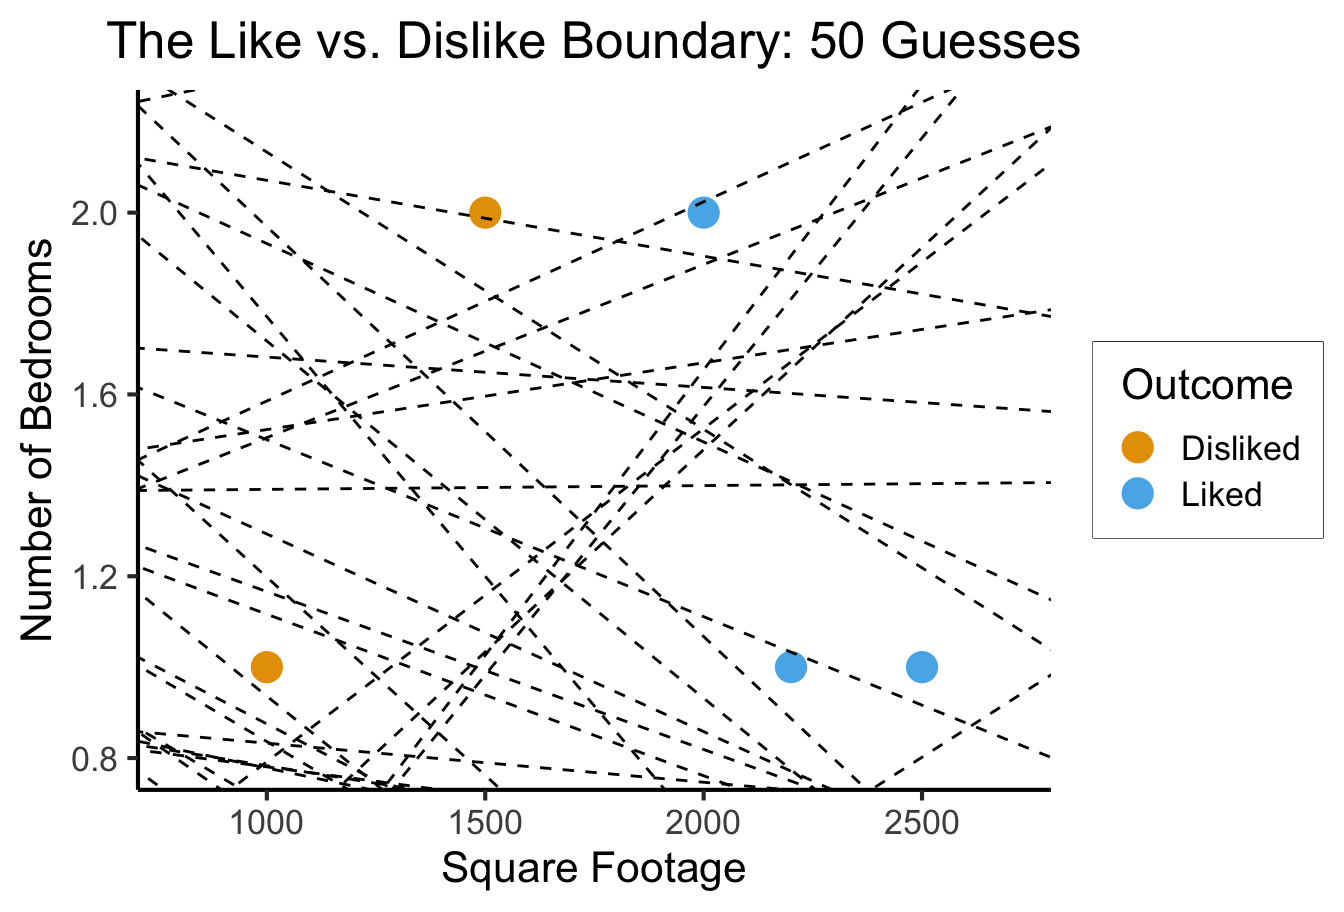 The Like vs. Dislike Boundary: 50 Guesses
Number of Bedrooms
2.0
1.6
1.2
0.8
1000 1500 2000 2500
Square Footage
Outcome
Disliked
Liked